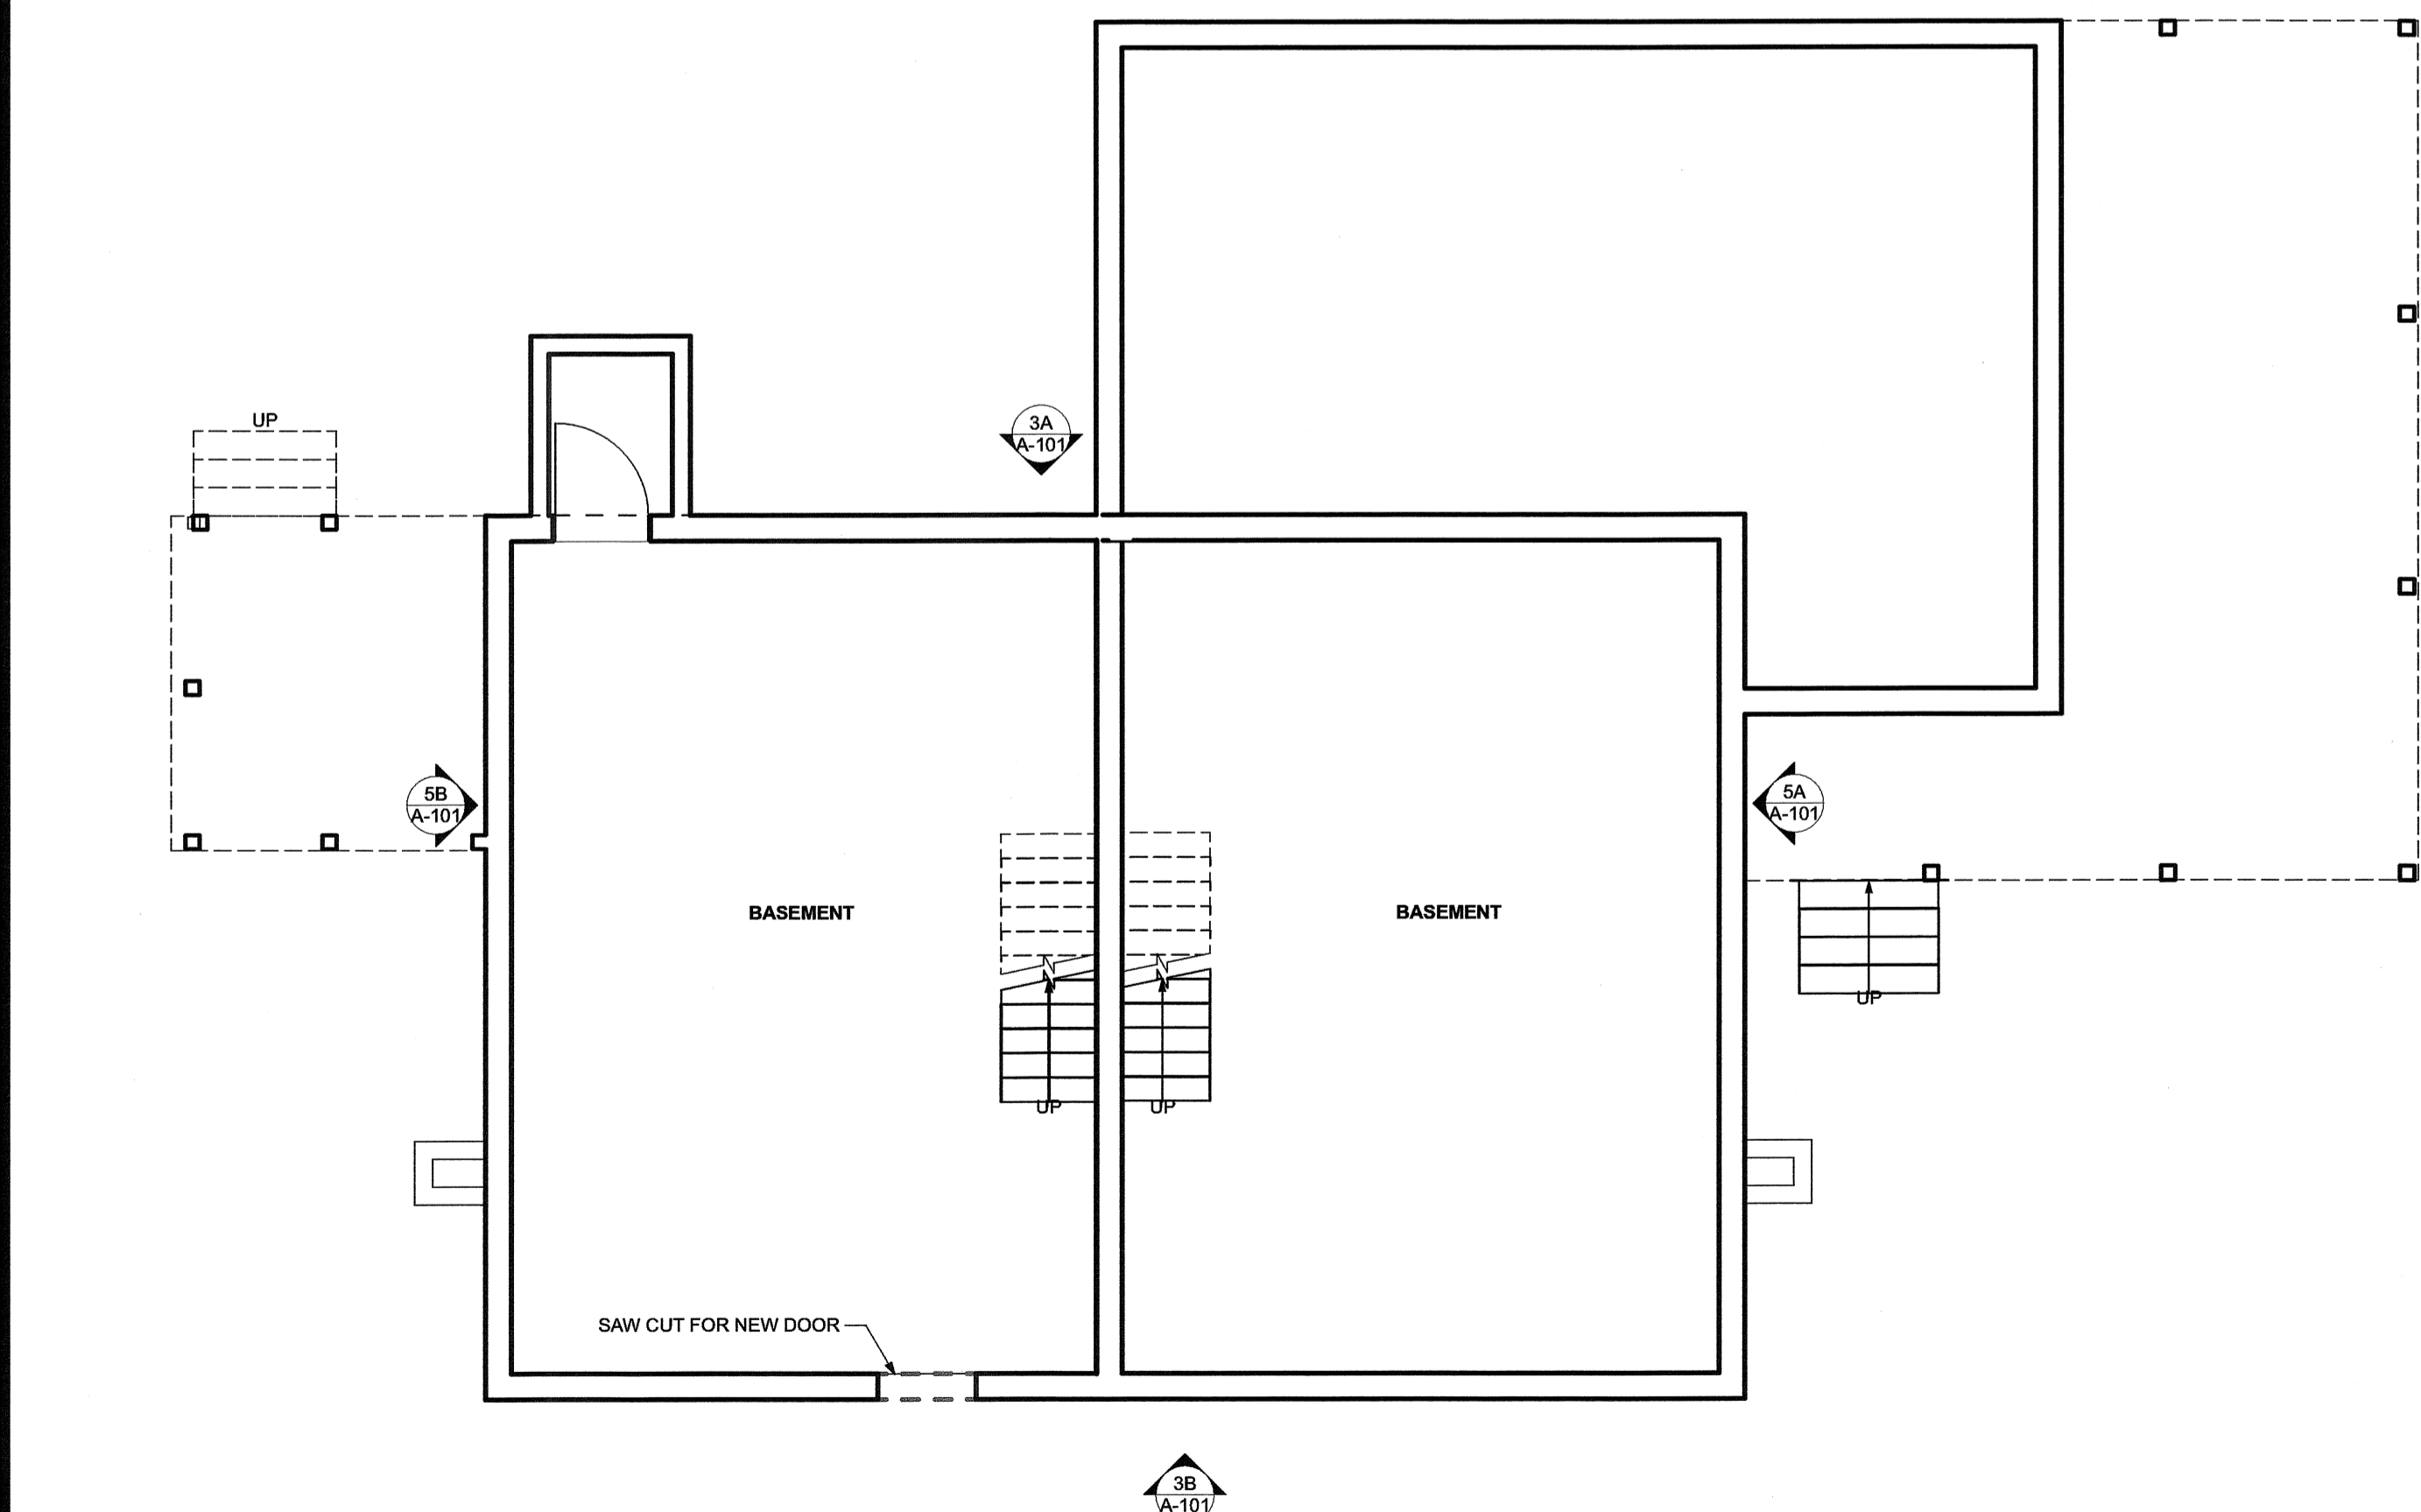 UP
3A
A-101
5B
A-101
5A
A-101
BASEMENT
BASEMENT
UP
UP
UP
SAW CUT FOR NEW DOOR
3B
A-101